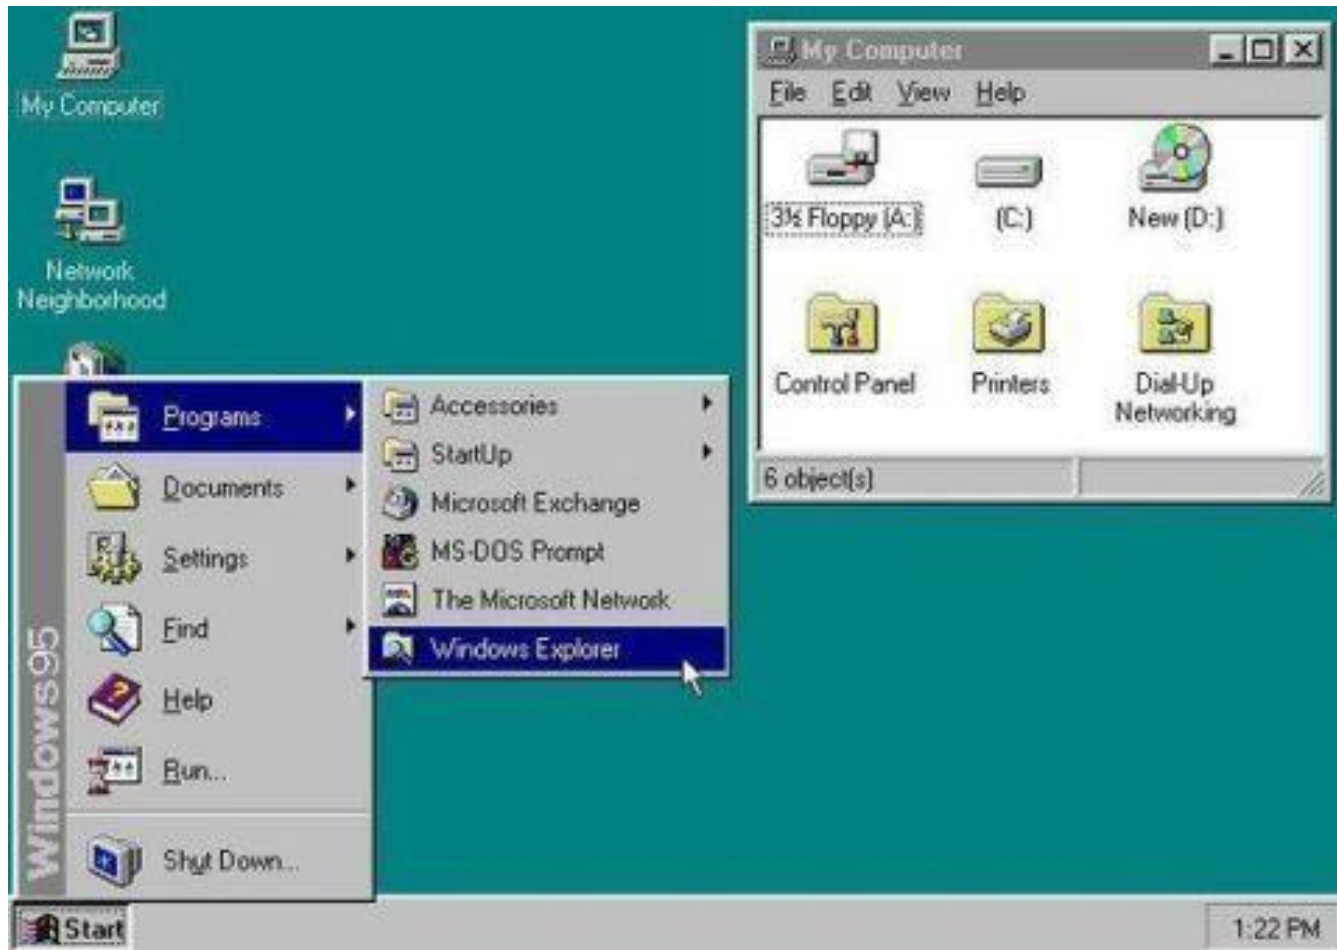 My Computer
Network
Neighborhood
My Computer
File Edit View Help
3½ Floppy (A:) (C:) New (D:)
Control Panel Printers Dial-Up
Networking
6 object(s)
Windows95
Programs
Documents
Settings
Find
Help
Run...
Shut Down...
Accessories
StartUp
Microsoft Exchange
MS-DOS Prompt
The Microsoft Network
Windows Explorer
Start
1:22 PM